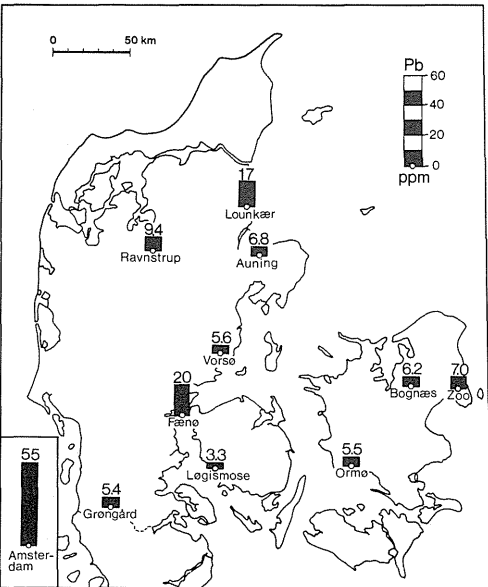 0 50 km
Pb
60
40
20
0
ppm
17
Lounkær
9.4
Ravnstrup
6.8
Auning
5.6
Vorsø
20
Fænø
6.2
Bognæs
7.0
Zoo
3.3
Løgismose
5.5
Ormø
5.4
Grøngård
55
Amster-
dam